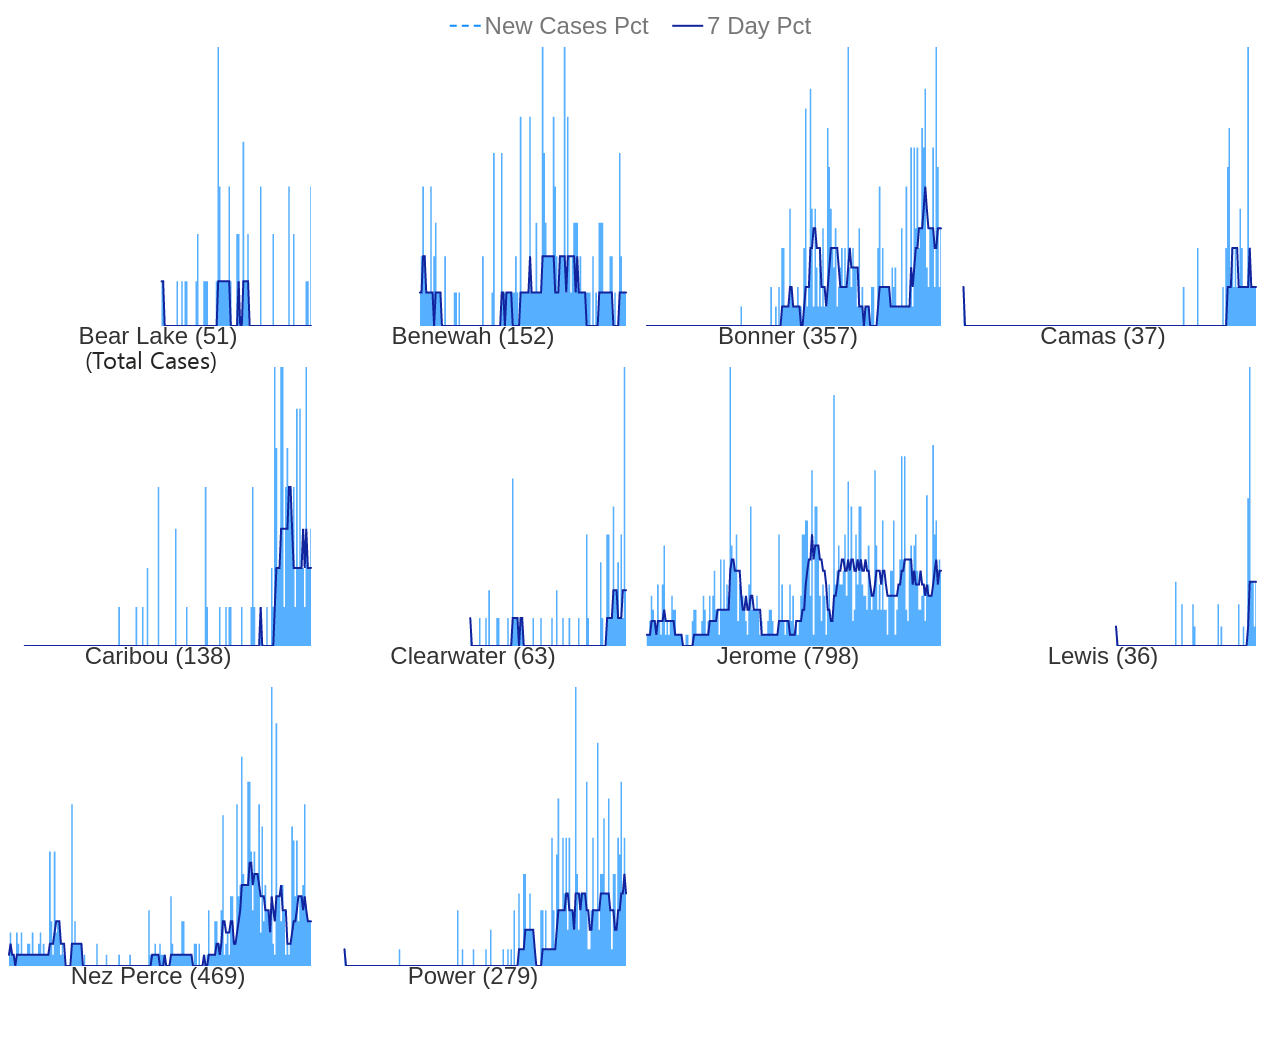 New Cases Pct 7 Day Pct
Bear Lake (51) Benewah (152) Bonner (357) Camas (37)
(Total Cases)
Caribou (138) Clearwater (63) Jerome (798) Lewis (36)
Nez Perce (469) Power (279)